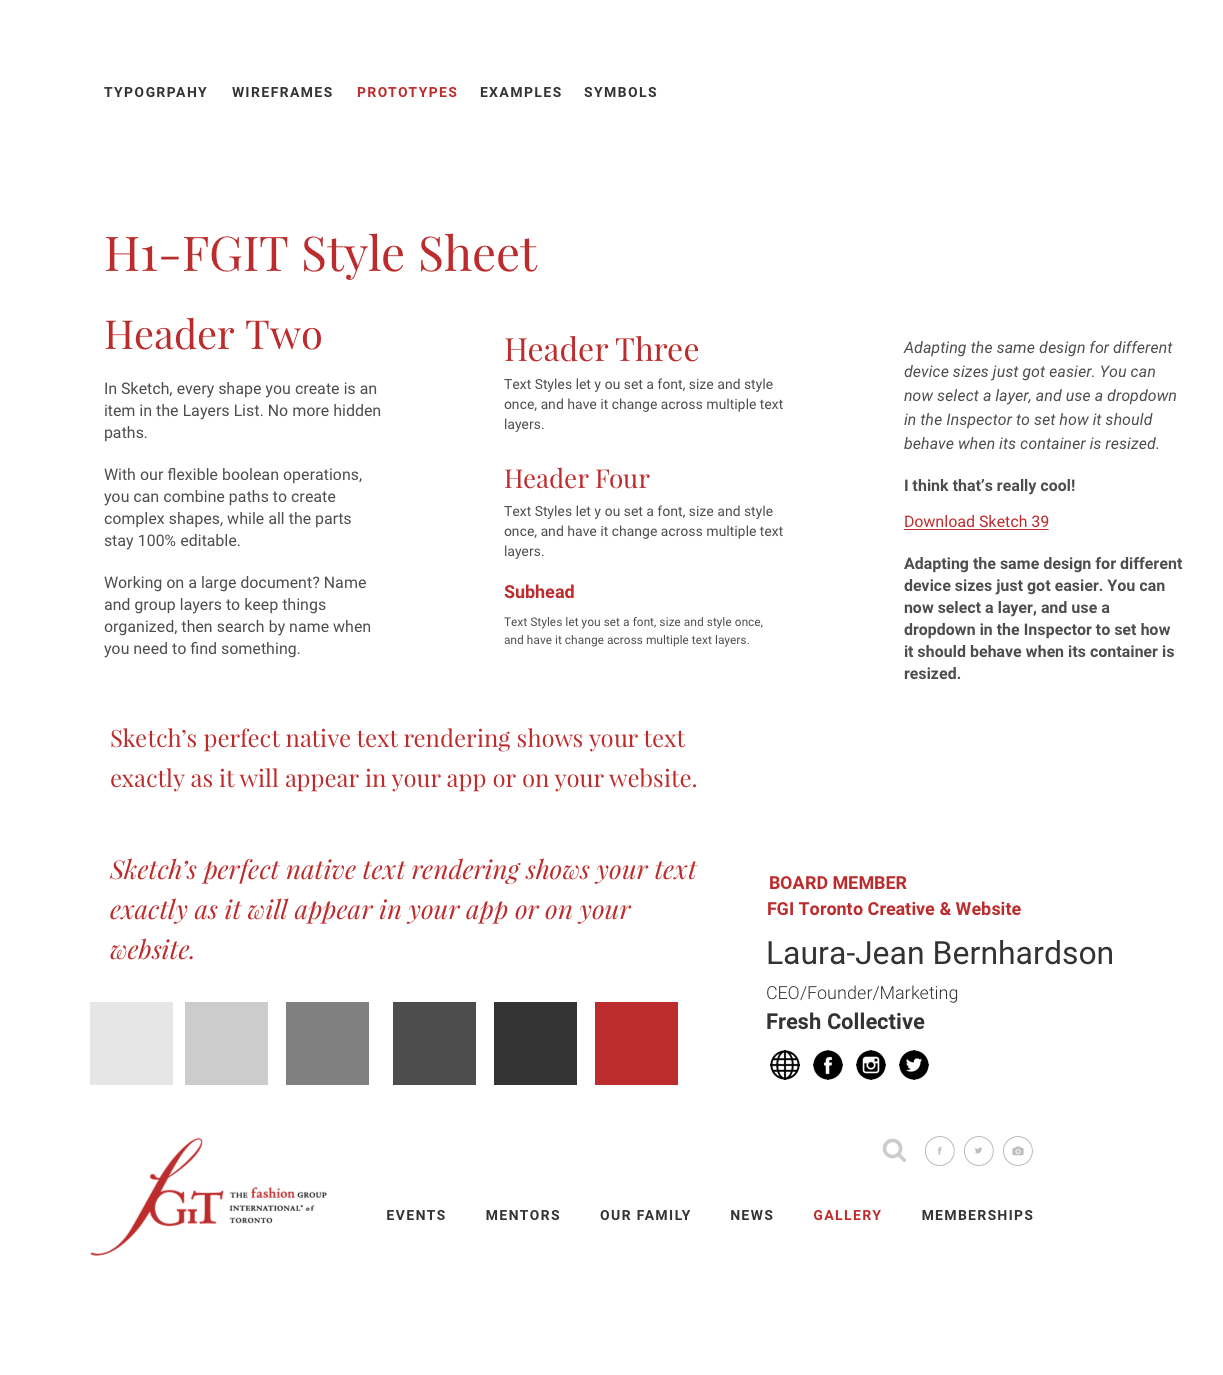 TYPOGRPAHY WIREFRAMES PROTOTYPES EXAMPLES SYMBOLS
H1-FGIT Style Sheet
Header Two
In Sketch, every shape you create is an
item in the Layers List. No more hidden
paths.
With our flexible boolean operations,
you can combine paths to create
complex shapes, while all the parts
stay 100% editable.
Working on a large document? Name
and group layers to keep things
organized, then search by name when
you need to find something.
Header Three
Text Styles let y ou set a font, size and style
once, and have it change across multiple text
layers.
Header Four
Text Styles let y ou set a font, size and style
once, and have it change across multiple text
layers.
Subhead
Text Styles let you set a font, size and style once,
and have it change across multiple text layers.
Adapting the same design for different
device sizes just got easier. You can
now select a layer, and use a dropdown
in the Inspector to set how it should
behave when its container is resized.
I think that’s really cool!
Download Sketch 39
Adapting the same design for different
device sizes just got easier. You can
now select a layer, and use a
dropdown in the Inspector to set how
it should behave when its container is
resized.
Sketch’s perfect native text rendering shows your text
exactly as it will appear in your app or on your website.
Sketch’s perfect native text rendering shows your text
exactly as it will appear in your app or on your
website.
BOARD MEMBER
FGI Toronto Creative & Website
Laura-Jean Bernhardson
CEO/Founder/Marketing
Fresh Collective
fGIT
THE fashion GROUP
INTERNATIONAL® of
TORONTO
EVENTS MENTORS OUR FAMILY NEWS GALLERY MEMBERSHIPS